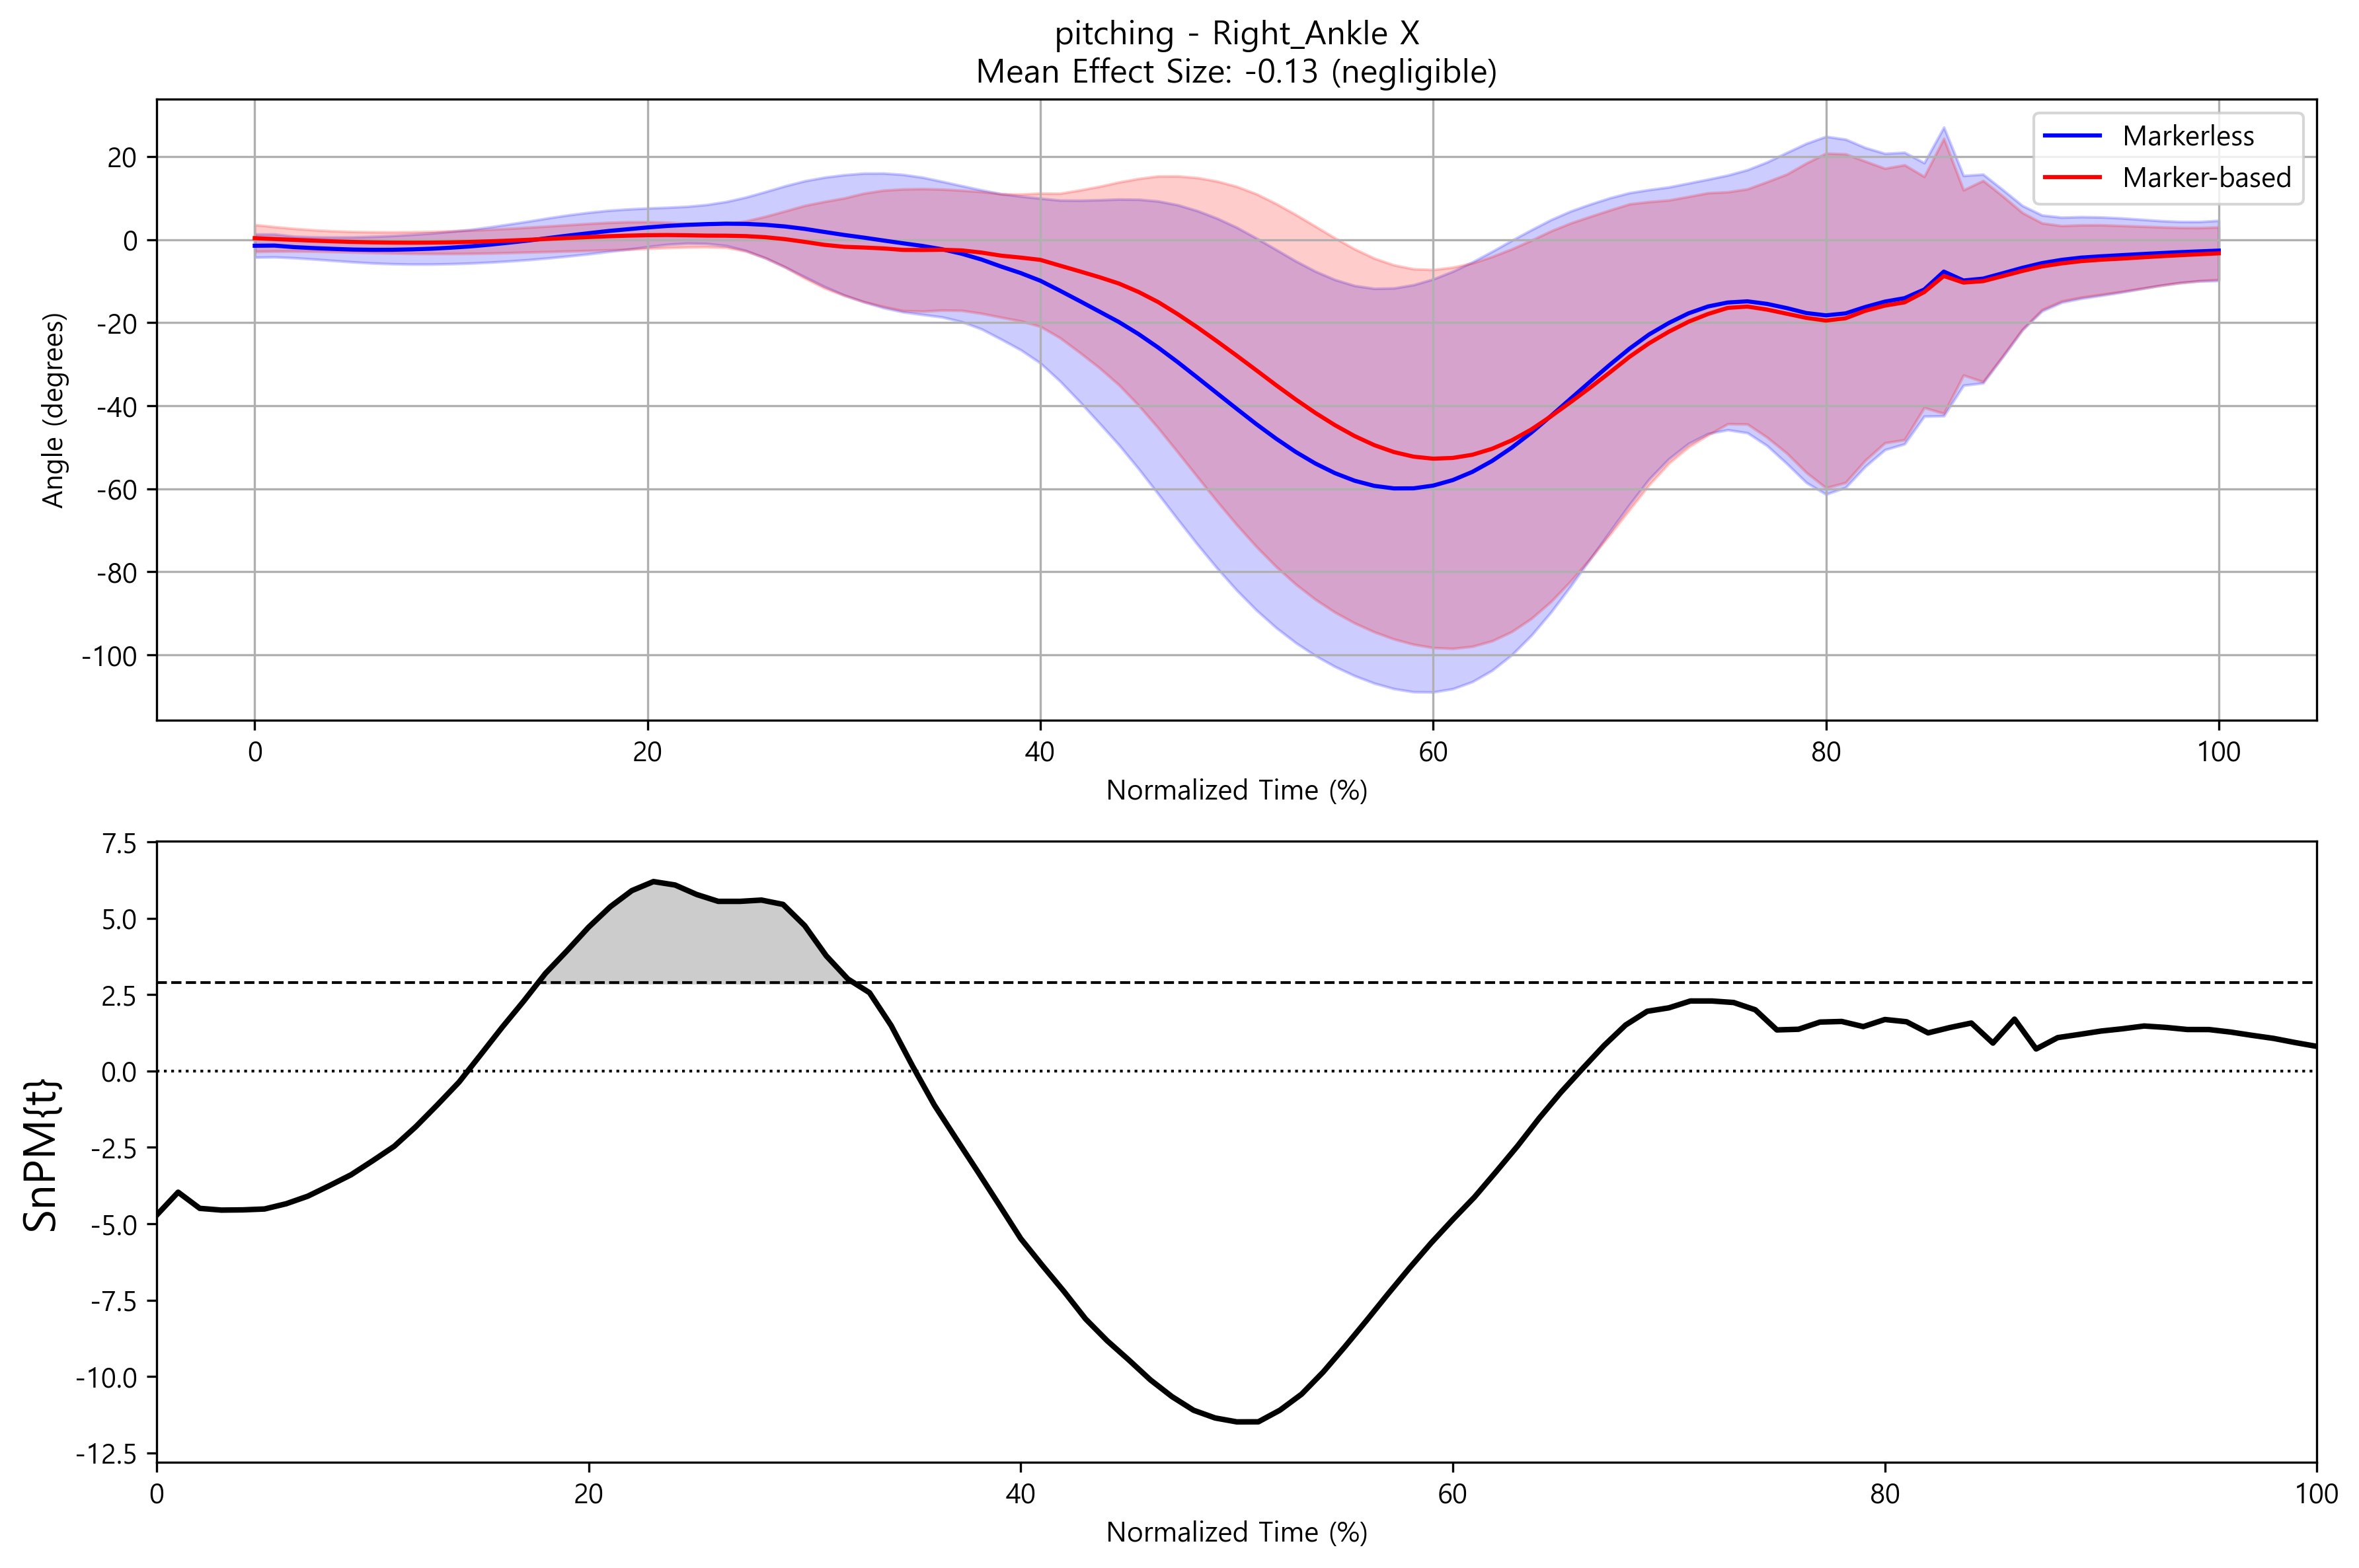 pitching - Right_Ankle X
Mean Effect Size: -0.13 (negligible)
Markerless
Marker-based
Angle (degrees)
20
0
-20
-40
-60
-80
-100
0 20 40 60 80 100
Normalized Time (%)
SnPM{t}
7.5
5.0
2.5
0.0
-2.5
-5.0
-7.5
-10.0
-12.5
0 20 40 60 80 100
Normalized Time (%)